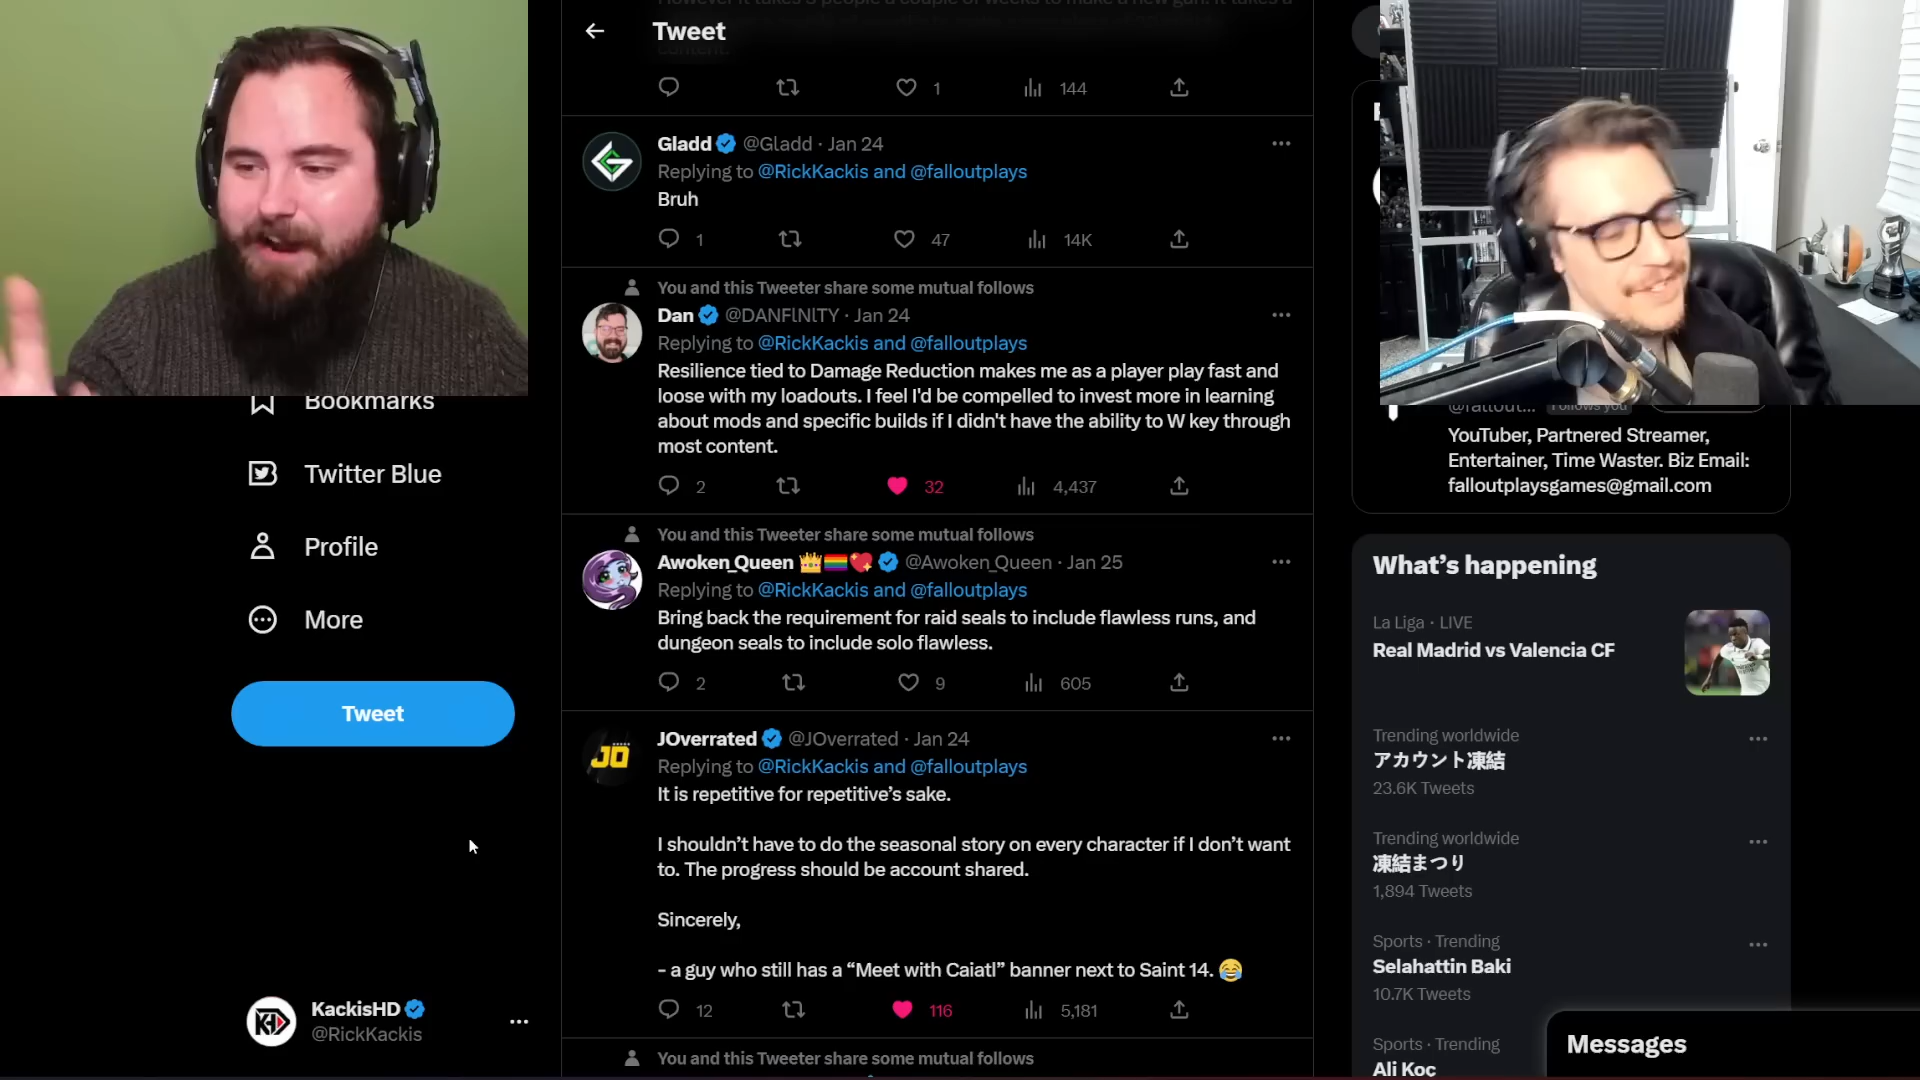 Tweet
content.
1
144
Gladd @Gladd · Jan 24
Replying to @RickKackis and @falloutplays
Bruh
1
47
14K
You and this Tweeter share some mutual follows
Dan @DANFINITY · Jan 24
Replying to @RickKackis and @falloutplays
Resilience tied to Damage Reduction makes me as a player play fast and
loose with my loadouts. I feel I'd be compelled to invest more in learning
about mods and specific builds if I didn't have the ability to W key through
most content.
2
32
4,437
You and this Tweeter share some mutual follows
Awoken_Queen 👑🏳️‍🌈💖 @Awoken_Queen · Jan 25
Replying to @RickKackis and @falloutplays
Bring back the requirement for raid seals to include flawless runs, and
dungeon seals to include solo flawless.
2
9
605
JOverrated @JOverrated · Jan 24
Replying to @RickKackis and @falloutplays
It is repetitive for repetitive's sake.
I shouldn't have to do the seasonal story on every character if I don't want
to. The progress should be account shared.
Sincerely,
- a guy who still has a “Meet with Caiatl” banner next to Saint 14. 😂
12
116
5,181
You and this Tweeter share some mutual follows
JO
Bookmarks
Twitter Blue
Profile
More
Tweet
KackisHD
@RickKackis
@fallout... Follows you
YouTuber, Partnered Streamer,
Entertainer, Time Waster. Biz Email:
falloutplaysgames@gmail.com
What's happening
La Liga · LIVE
Real Madrid vs Valencia CF
Trending worldwide
アカウント凍結
23.6K Tweets
Trending worldwide
凍結まつり
1,894 Tweets
Sports · Trending
Selahattin Baki
10.7K Tweets
Sports · Trending
Ali Koç
Messages